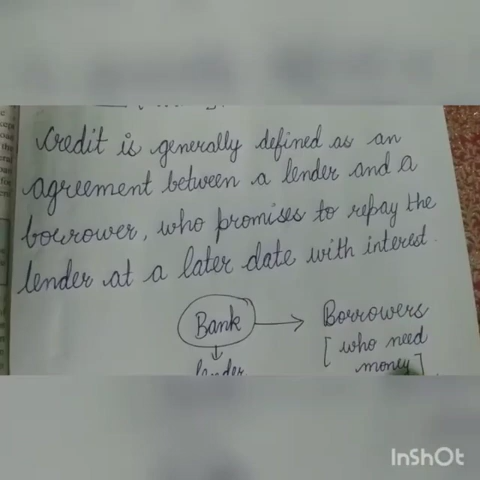 Credit is generally defined as an
agreement between a lender and a
borrower, who promises to repay the
lender at a later date with interest.
Bank → Borrowers
[who need
money]
↓
lender
InShOt